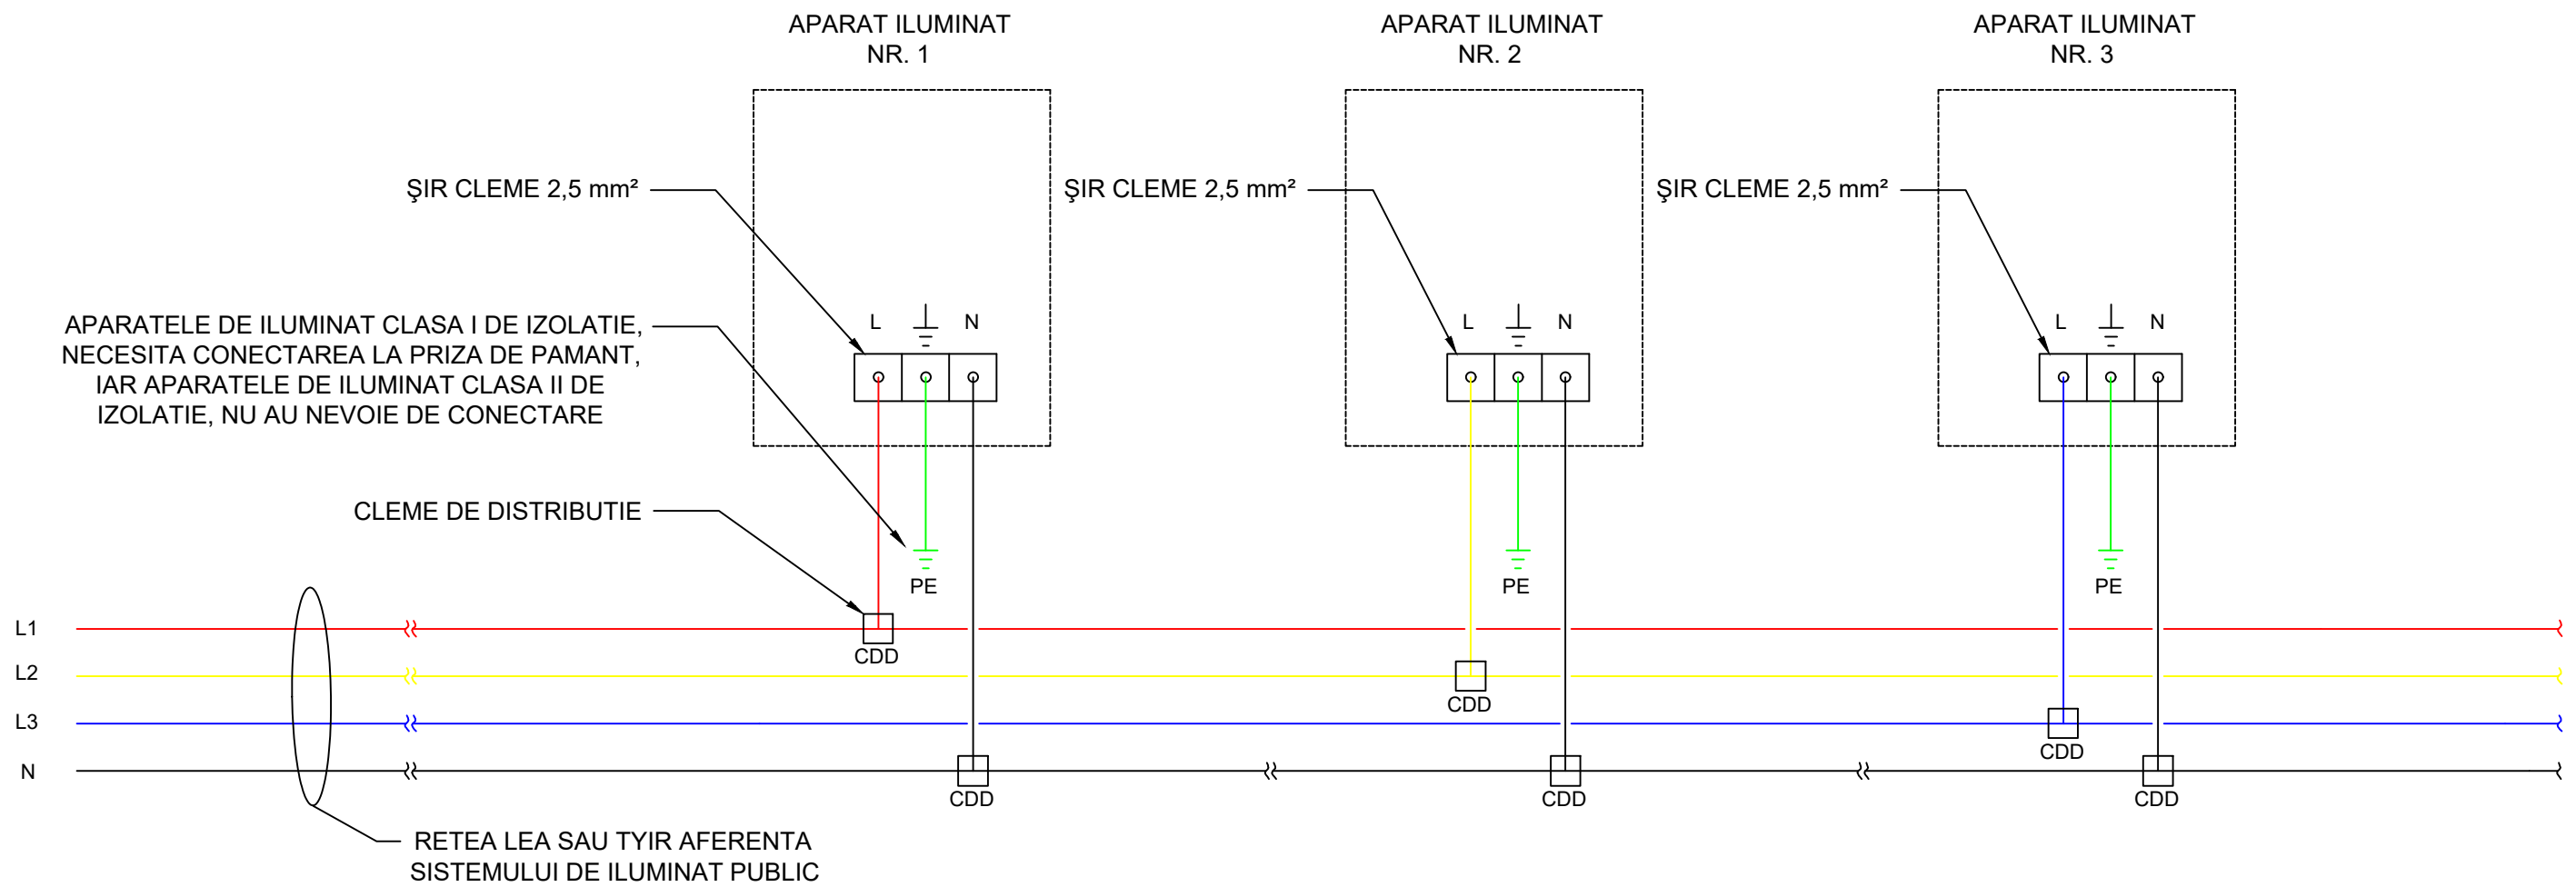 APARAT ILUMINAT
NR. 1
APARAT ILUMINAT
NR. 2
APARAT ILUMINAT
NR. 3
ŞIR CLEME 2,5 mm²
ŞIR CLEME 2,5 mm²
ŞIR CLEME 2,5 mm²
L
N
L
N
L
N
APARATELE DE ILUMINAT CLASA I DE IZOLATIE,
NECESITA CONECTAREA LA PRIZA DE PAMANT,
IAR APARATELE DE ILUMINAT CLASA II DE
IZOLATIE, NU AU NEVOIE DE CONECTARE
CLEME DE DISTRIBUTIE
PE
PE
PE
L1
CDD
L2
CDD
L3
CDD
N
CDD
CDD
CDD
RETEA LEA SAU TYIR AFERENTA
SISTEMULUI DE ILUMINAT PUBLIC